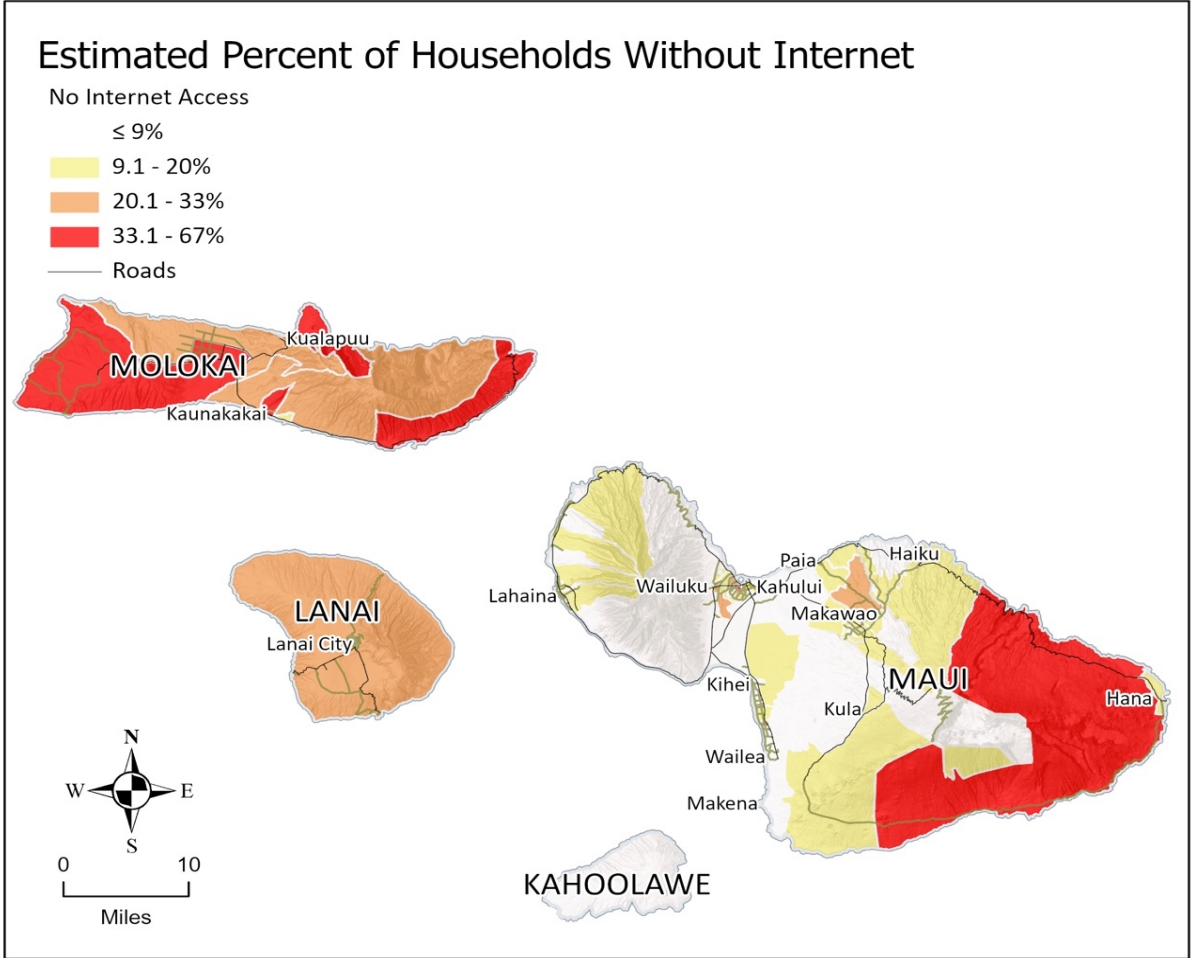 Estimated Percent of Households Without Internet
No Internet Access
≤ 9%
9.1 - 20%
20.1 - 33%
33.1 - 67%
Roads
Kualapuu
MOLOKAI
Kaunakakai
Paia
Haiku
Wailuku
Kahului
Lahaina
Makawao
LANAI
Lanai City
Kihei
MAUI
Hana
Kula
N
Wailea
W
E
Makena
S
0
10
KAHOOLAWE
Miles